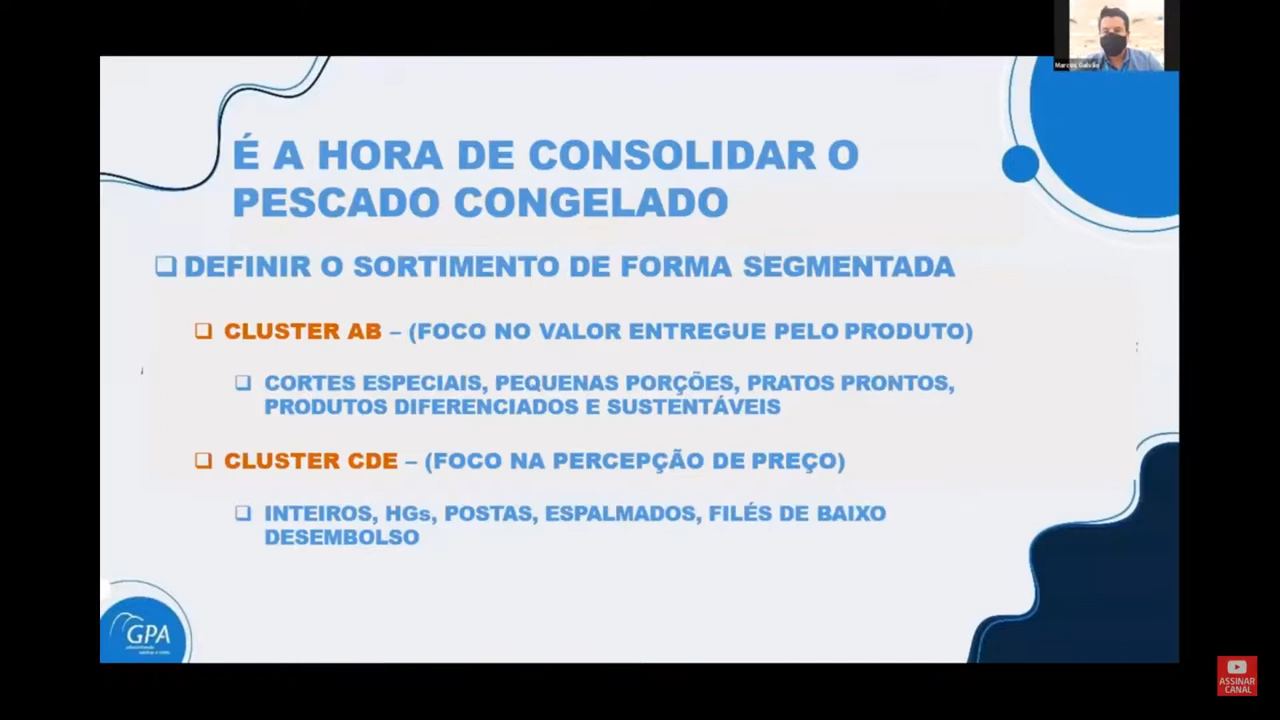 Marcos Galvão
É A HORA DE CONSOLIDAR O
PESCADO CONGELADO
DEFINIR O SORTIMENTO DE FORMA SEGMENTADA
CLUSTER AB – (FOCO NO VALOR ENTREGUE PELO PRODUTO)
CORTES ESPECIAIS, PEQUENAS PORÇÕES, PRATOS PRONTOS,
PRODUTOS DIFERENCIADOS E SUSTENTÁVEIS
CLUSTER CDE – (FOCO NA PERCEPÇÃO DE PREÇO)
INTEIROS, HGs, POSTAS, ESPALMADOS, FILÉS DE BAIXO
DESEMBOLSO
GPA
ASSINAR
CANAL